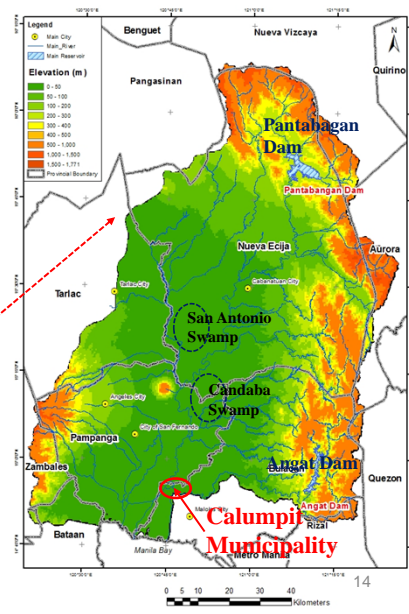 Benguet
Nueva Vizcaya
Quirino
Pangasinan
Legend
Main City
Main_River
Main Reservoir
Elevation (m)
0 - 50
50 - 100
100 - 200
200 - 300
300 - 400
400 - 500
500 - 1,000
1,000 - 1,500
1,500 - 1,771
Provincial Boundary
N
Pantabagan
Dam
Pantabangan Dam
Nueva Ecija
Aurora
Tarlac City
Cabanatuan City
Tarlac
San Antonio
Swamp
Candaba
Swamp
Angeles City
City of San Fernando
Pampanga
Zambales
Angat Dam
Quezon
Malolos City
Angat Dam
Calumpit
Municipality
Rizal
Bataan
Manila Bay
Metro Manila
14
0 5 10 20 30 40
Kilometers